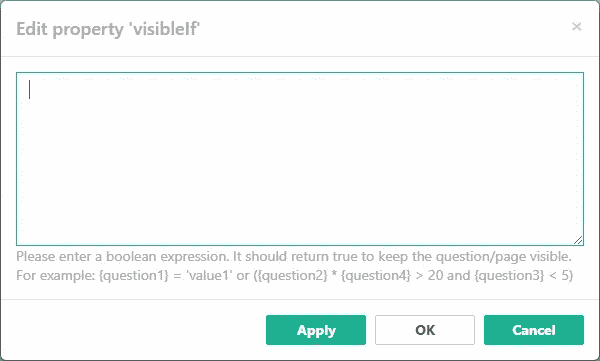 Edit property 'visibleIf'
×
Please enter a boolean expression. It should return true to keep the question/page visible.
For example: {question1} = 'value1' or ({question2} * {question4} > 20 and {question3} < 5)
Apply OK Cancel